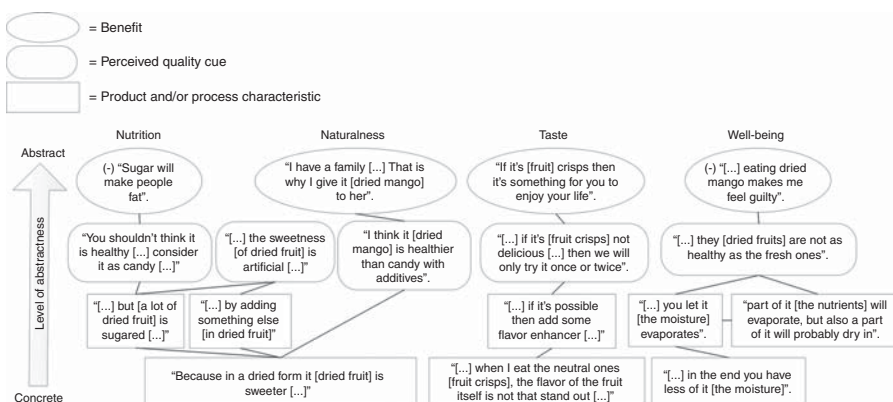 = Benefit
= Perceived quality cue
= Product and/or process characteristic
Nutrition
Naturalness
Taste
Well-being
Abstract
Level of abstractness
Concrete
(-) “Sugar will
make people
fat”.
“I have a family [...] That is
why I give it [dried mango]
to her”.
“If it’s [fruit] crisps then
it’s something for you to
enjoy your life”.
(-) “[...] eating dried
mango makes me
feel guilty”.
“You shouldn’t think it
is healthy [...] consider
it as candy [...]”
“[...] the sweetness
[of dried fruit] is
artificial [...]”
“I think it [dried
mango] is healthier
than candy with
additives”.
“[...] if it’s [fruit crisps] not
delicious [...] then we will
only try it once or twice”.
“[...] they [dried fruits] are not as
healthy as the fresh ones”.
“[...] but [a lot of
dried fruit] is
sugared [...]”
“[...] by adding
something else
[in dried fruit]”
“[...] if it’s possible
then add some
flavor enhancer [...]”
“[...] you let it
[the moisture]
evaporates”.
“part of it [the nutrients] will
evaporate, but also a part
of it will probably dry in”.
“Because in a dried form it [dried fruit] is
sweeter [...]”
“[...] when I eat the neutral ones
[fruit crisps], the flavor of the fruit
itself is not that stand out [...]”
“[...] in the end you have
less of it [the moisture]”.